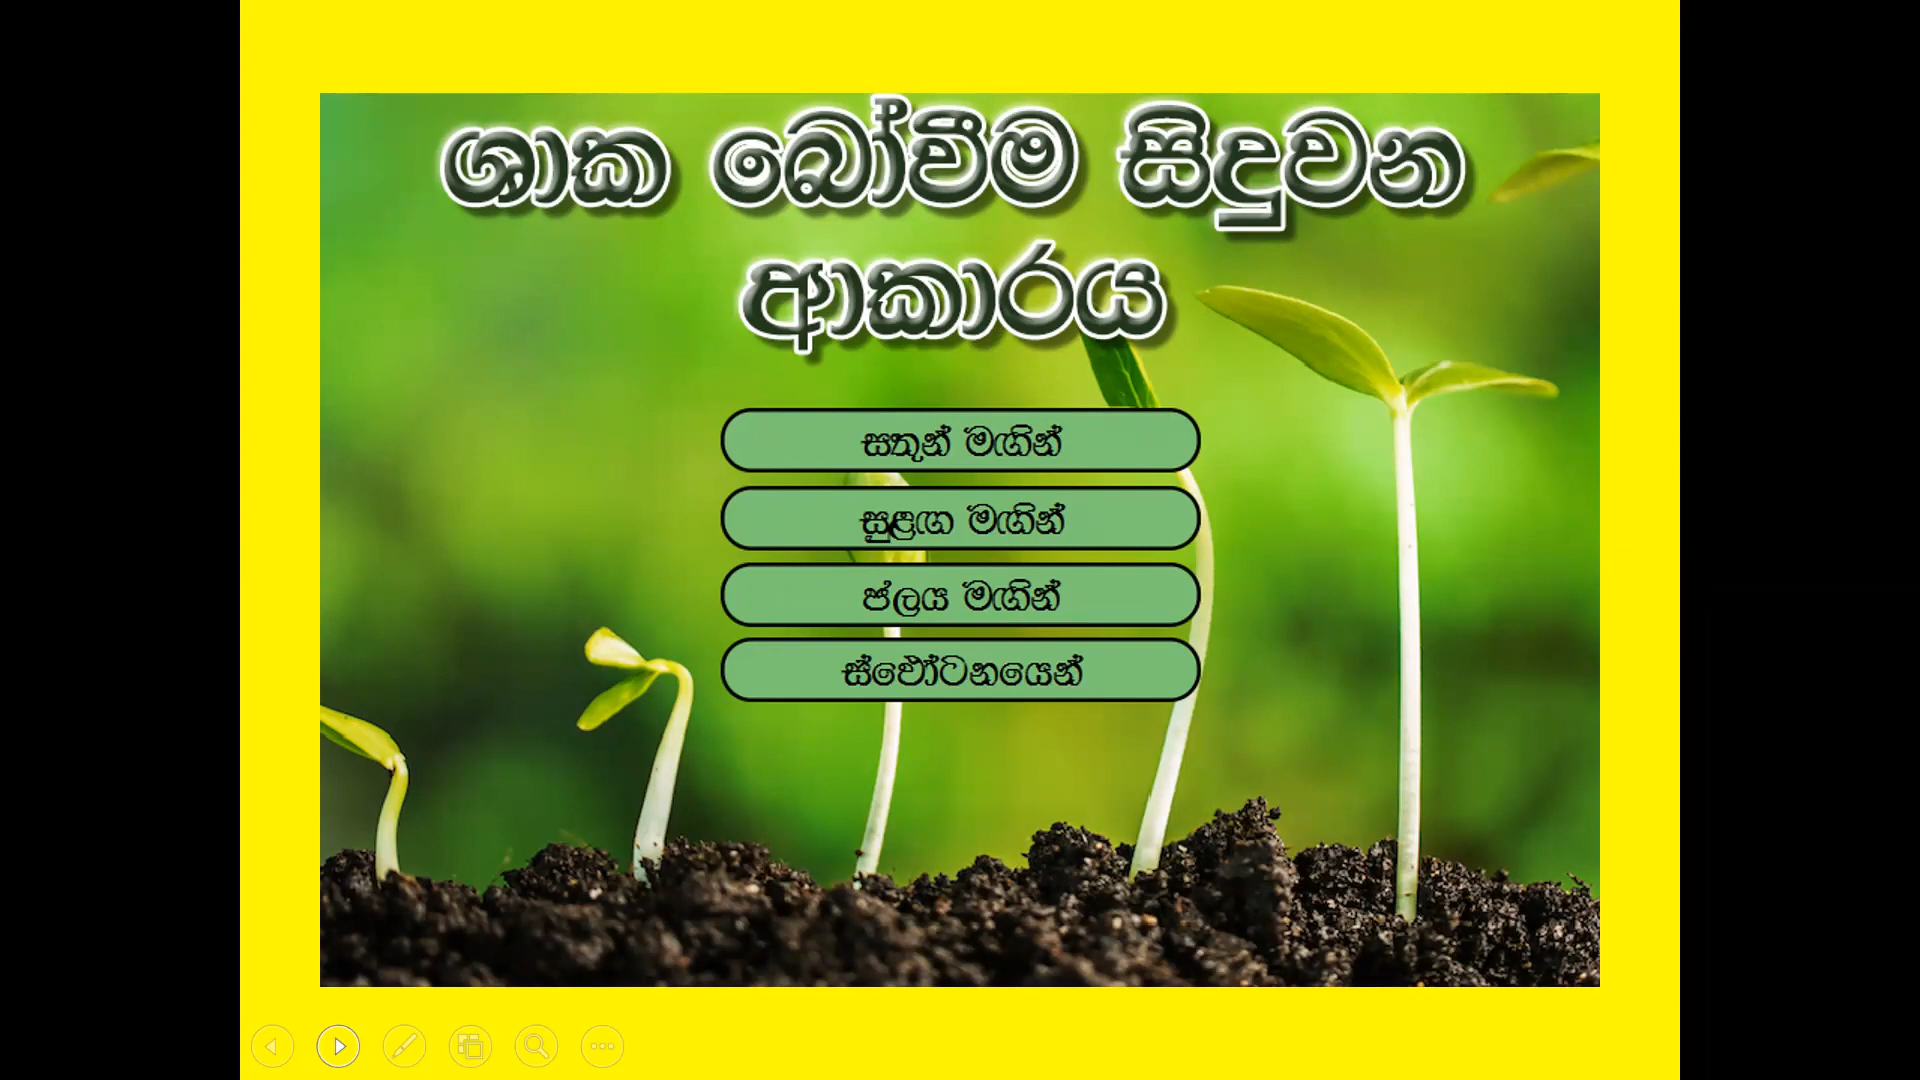 ශාක බෝවීම සිදුවන
ආකාරය
සතුන් මඟින්
සුළඟ මඟින්
ජලය මඟින්
ස්ඵෝටනයෙන්